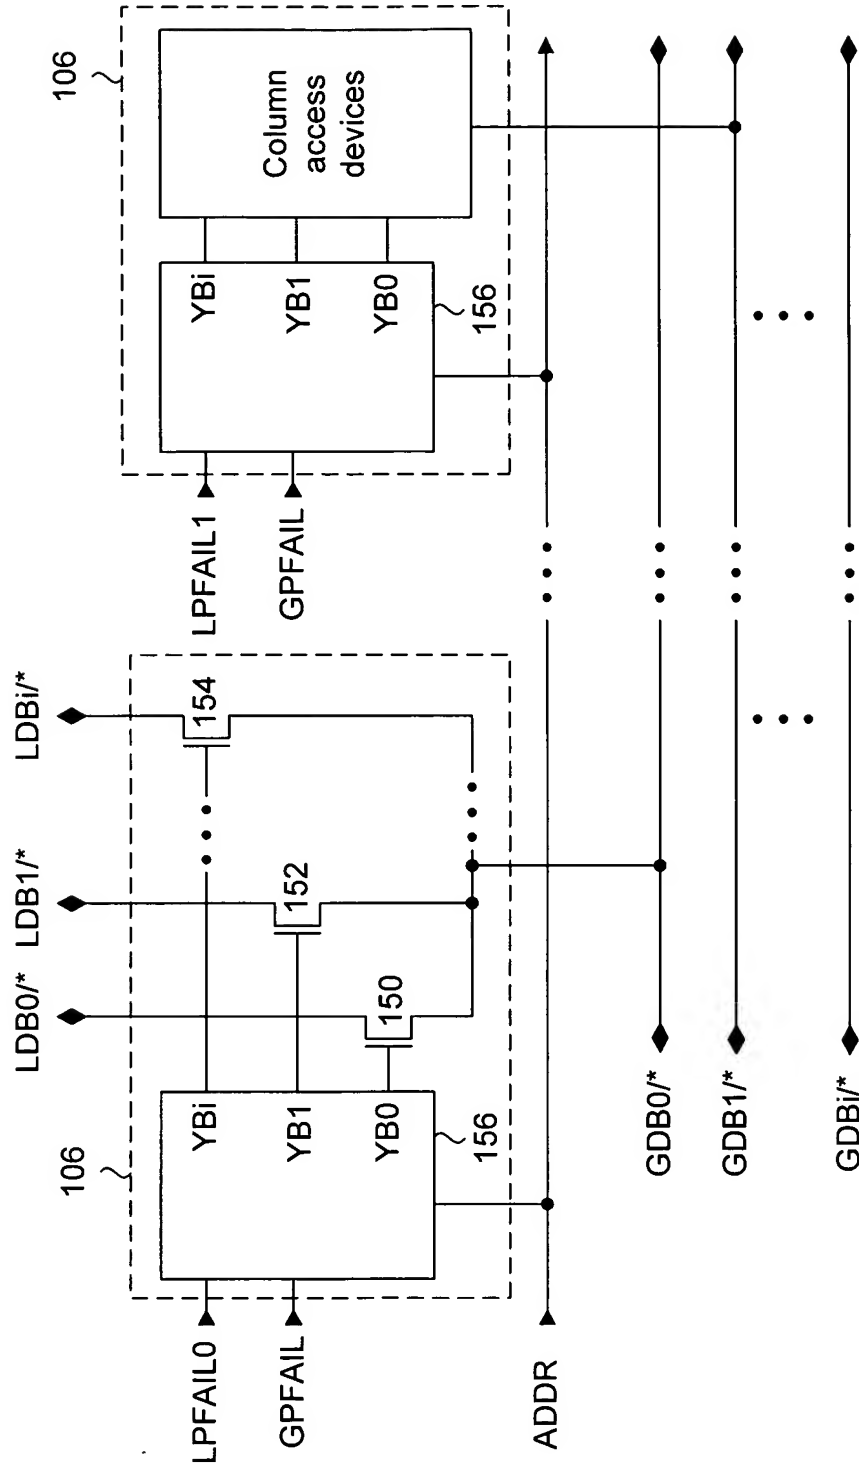 LDB0/*
LDB1/*
LDBi/*
106
106
154
152
150
YBi
YB1
YB0
156
LPFAIL0
GPFAIL
LPFAIL1
GPFAIL
YBi
YB1
YB0
156
Column
access
devices
ADDR
GDB0/*
GDB1/*
GDBi/*